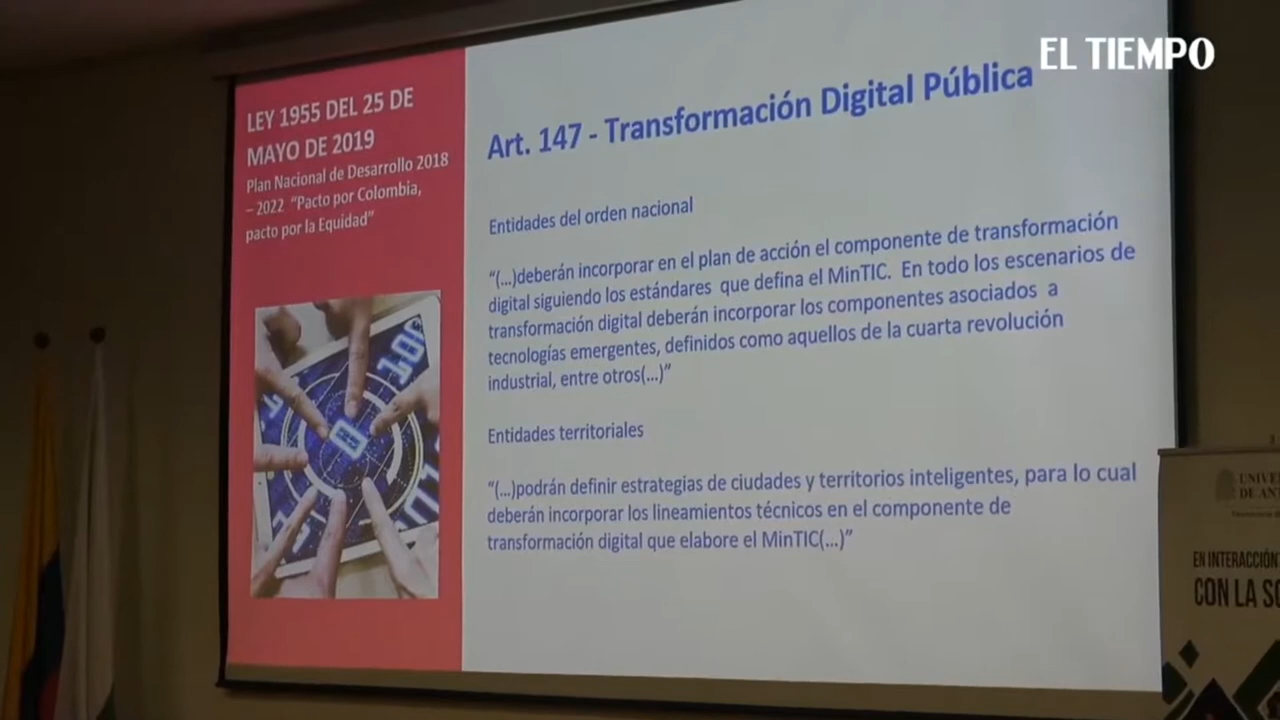 EL TIEMPO
LEY 1955 DEL 25 DE
MAYO DE 2019
Plan Nacional de Desarrollo 2018
– 2022 “Pacto por Colombia,
pacto por la Equidad”
Art. 147 - Transformación Digital Pública
Entidades del orden nacional
“(...)deberán incorporar en el plan de acción el componente de transformación
digital siguiendo los estándares que defina el MinTIC. En todo los escenarios de
transformación digital deberán incorporar los componentes asociados a
tecnologías emergentes, definidos como aquellos de la cuarta revolución
industrial, entre otros(...)”
Entidades territoriales
“(...)podrán definir estrategias de ciudades y territorios inteligentes, para lo cual
deberán incorporar los lineamientos técnicos en el componente de
transformación digital que elabore el MinTIC(...)”
UNIVE
DE AN
EN INTERACCIÓN
CON LA SO